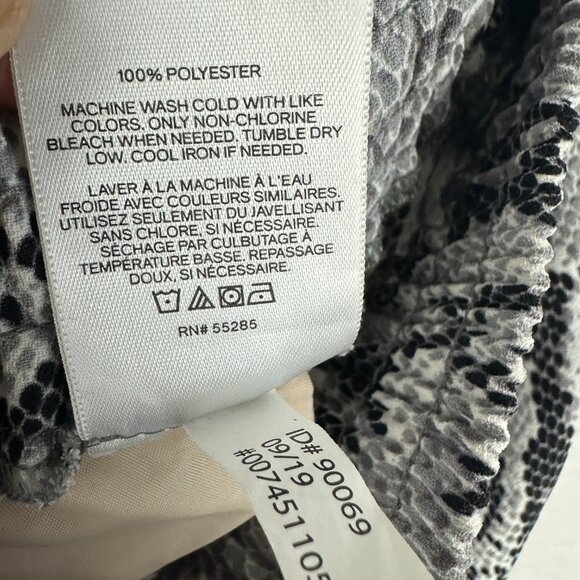 100% POLYESTER
MACHINE WASH COLD WITH LIKE
COLORS. ONLY NON-CHLORINE
BLEACH WHEN NEEDED. TUMBLE DRY
LOW. COOL IRON IF NEEDED.
LAVER À LA MACHINE À L'EAU
FROIDE AVEC COULEURS SIMILAIRES.
UTILISEZ SEULEMENT DU JAVELLISANT
SANS CHLORE, SI NÉCESSAIRE
SÉCHAGE PAR CULBUTAGE À
TEMPÉRATURE BASSE. REPASSAGE
DOUX, SI NÉCESSAIRE.
RN# 55285
ID# 90069
09/19
#00745110